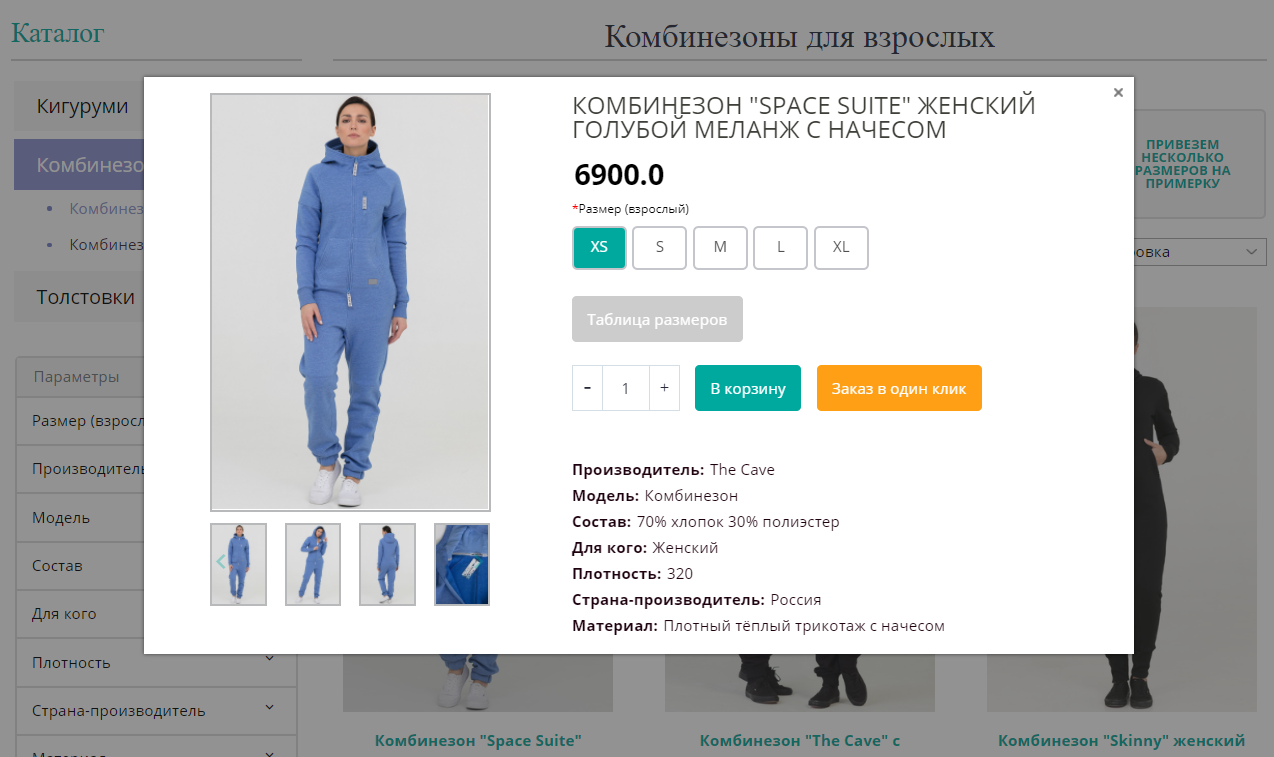 Каталог
Комбинезоны для взрослых
Кигуруми
Комбинезо
Комбинез
Комбинез
Толстовки
Параметры
Размер (взросл
Производитель
Модель
Состав
Для кого
Плотность
Страна-производитель
Материал
×
КОМБИНЕЗОН "SPACE SUITE" ЖЕНСКИЙ
ГОЛУБОЙ МЕЛАНЖ С НАЧЕСОМ
6900.0
*Размер (взрослый)
XS S M L XL
Таблица размеров
- 1 + В корзину Заказ в один клик
Производитель: The Cave
Модель: Комбинезон
Состав: 70% хлопок 30% полиэстер
Для кого: Женский
Плотность: 320
Страна-производитель: Россия
Материал: Плотный тёплый трикотаж с начесом
ПРИВЕЗЕМ
НЕСКОЛЬКО
РАЗМЕРОВ НА
ПРИМЕРКУ
ровка
Комбинезон "Space Suite"
Комбинезон "The Cave" с
Комбинезон "Skinny" женский